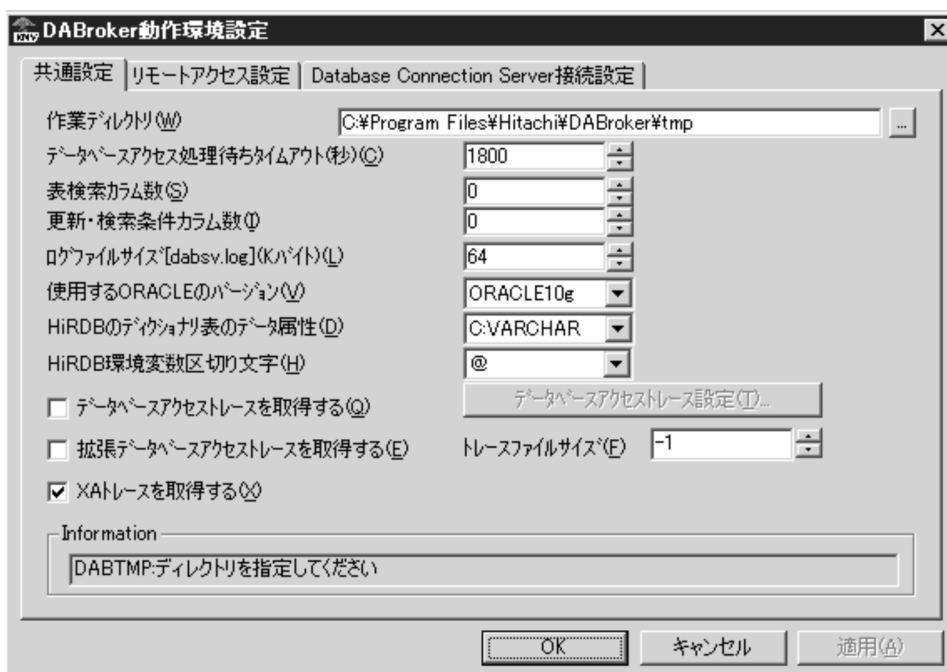 DABroker動作環境設定
共通設定 リモートアクセス設定 Database Connection Server接続設定
作業ディレクトリ(W) C:¥Program Files¥Hitachi¥DABroker¥tmp ...
データベースアクセス処理待ちタイムアウト(秒)(C) 1800
表検索カラム数(S) 0
更新・検索条件カラム数(I) 0
ログファイルサイズ[dabsv.log](Kバイト)(L) 64
使用するORACLEのバージョン(V) ORACLE10g
HiRDBのディクショナリ表のデータ属性(D) C:VARCHAR
HiRDB環境変数区切り文字(H) @
データベースアクセストレースを取得する(Q) データベースアクセストレース設定(T)...
拡張データベースアクセストレースを取得する(E) トレースファイルサイズ(F) -1
XAトレースを取得する(X)
Information
DABTMP:ディレクトリを指定してください
OK キャンセル 適用(A)